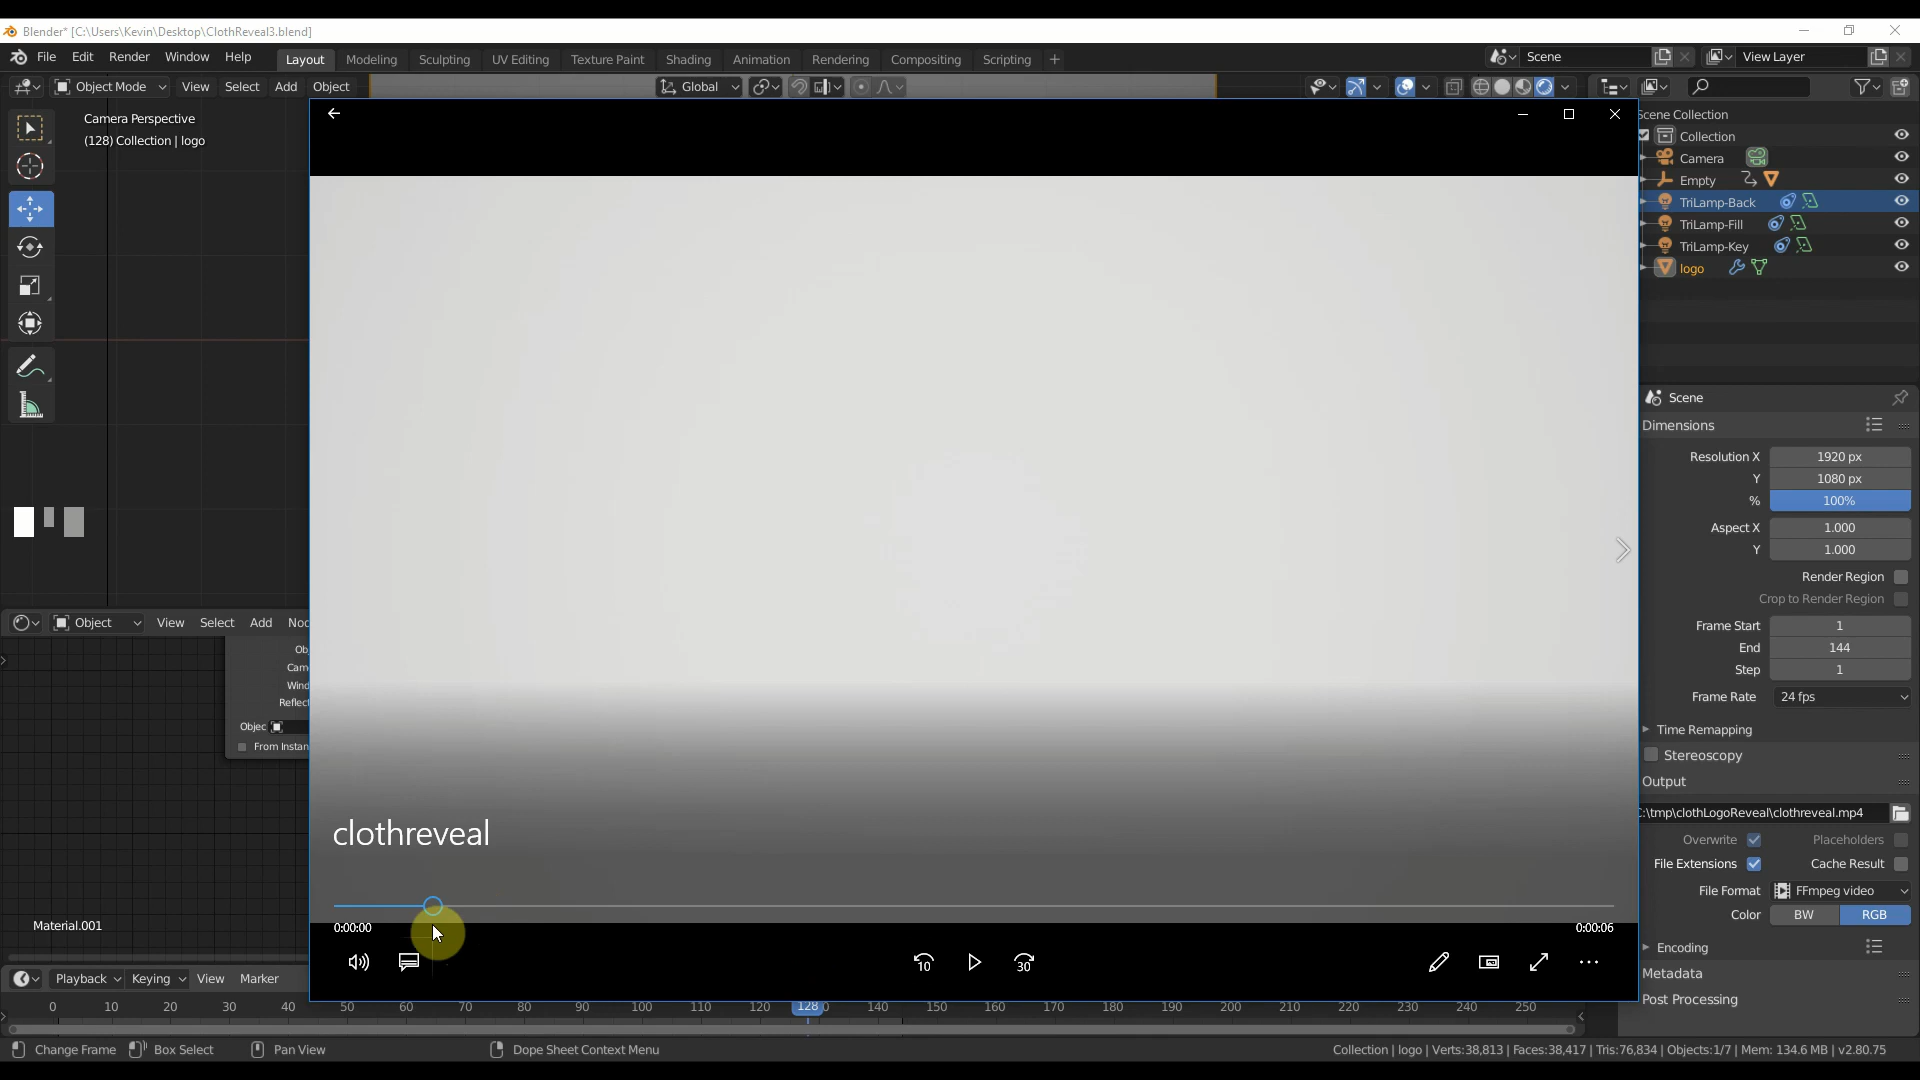 Blender* [C:\Users\Kevin\Desktop\ClothReveal3.blend]
File Edit Render Window Help Layout Modeling Sculpting UV Editing Texture Paint Shading Animation Rendering Compositing Scripting + Scene View Layer
Object Mode View Select Add Object Global
Camera Perspective
(128) Collection | logo
Scene Collection
Collection
Camera
Empty
TriLamp-Back
TriLamp-Fill
TriLamp-Key
logo
Scene
Dimensions
Resolution X 1920 px
Y 1080 px
% 100%
Aspect X 1.000
Y 1.000
Render Region
Crop to Render Region
Frame Start 1
End 144
Step 1
Frame Rate 24 fps
Time Remapping
Stereoscopy
Output
C:\tmp\clothLogoReveal\clothreveal.mp4
Overwrite Placeholders
File Extensions Cache Result
File Format FFmpeg video
Color BW RGB
Encoding
Metadata
Post Processing
Object View Select Add
Reflec
Objec
From Instan
Material.001
clothreveal
0:00:00 0:00:06
10 30
Playback Keying View Marker
0 10 20 30 40 50 60 70 80 90 100 110 120 128 140 150 160 170 180 190 200 210 220 230 240 250
Change Frame Box Select Pan View Dope Sheet Context Menu
Collection | logo | Verts:38,813 | Faces:38,417 | Tris:76,834 | Objects:1/7 | Mem: 134.6 MB | v2.80.75